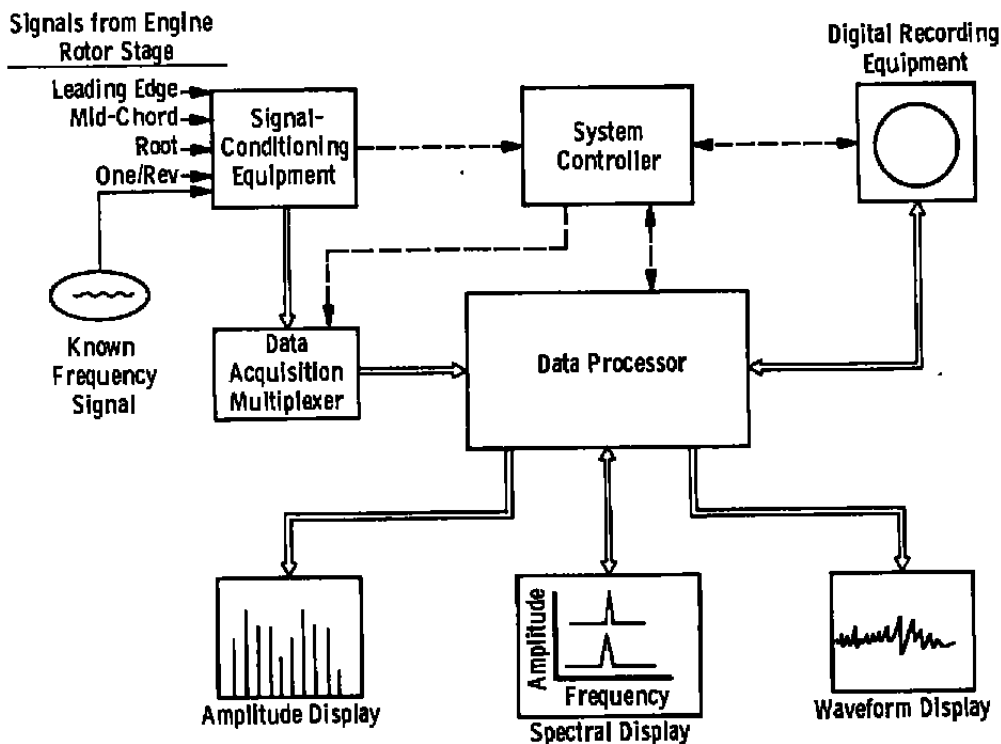 Signals from Engine
Rotor Stage
Leading Edge
Mid-Chord
Root
One/Rev
Signal-
Conditioning
Equipment
System
Controller
Digital Recording
Equipment
Known
Frequency
Signal
Data
Acquisition
Multiplexer
Data Processor
Amplitude Display
Amplitude
Frequency
Spectral Display
Waveform Display